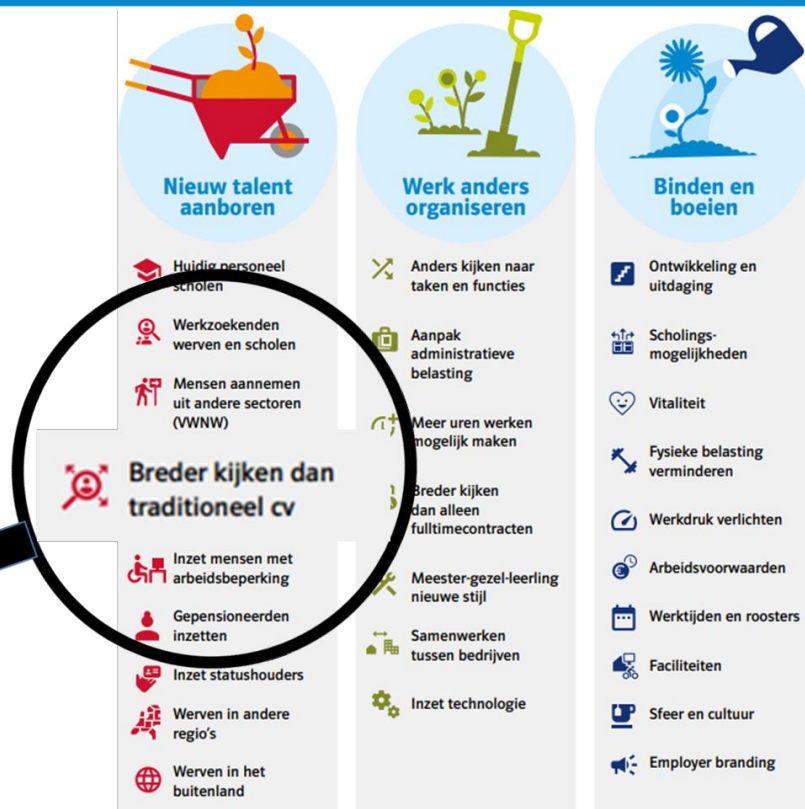 Nieuw talent
aanboren
Huidig personeel
scholen
Werkzoekenden
werven en scholen
Mensen aannemen
uit andere sectoren
(VWNW)
Breder kijken dan
traditioneel cv
Inzet mensen met
arbeidsbeperking
Gepensioneerden
inzetten
Inzet statushouders
Werven in andere
regio's
Werven in het
buitenland
Werk anders
organiseren
Anders kijken naar
taken en functies
Aanpak
administratieve
belasting
Meer uren werken
mogelijk maken
Breder kijken
dan alleen
fulltimecontracten
Meester-gezel-leerling
nieuwe stijl
Samenwerken
tussen bedrijven
Inzet technologie
Binden en
boeien
Ontwikkeling en
uitdaging
Scholings-
mogelijkheden
Vitaliteit
Fysieke belasting
verminderen
Werkdruk verlichten
Arbeidsvoorwaarden
Werktijden en roosters
Faciliteiten
Sfeer en cultuur
Employer branding